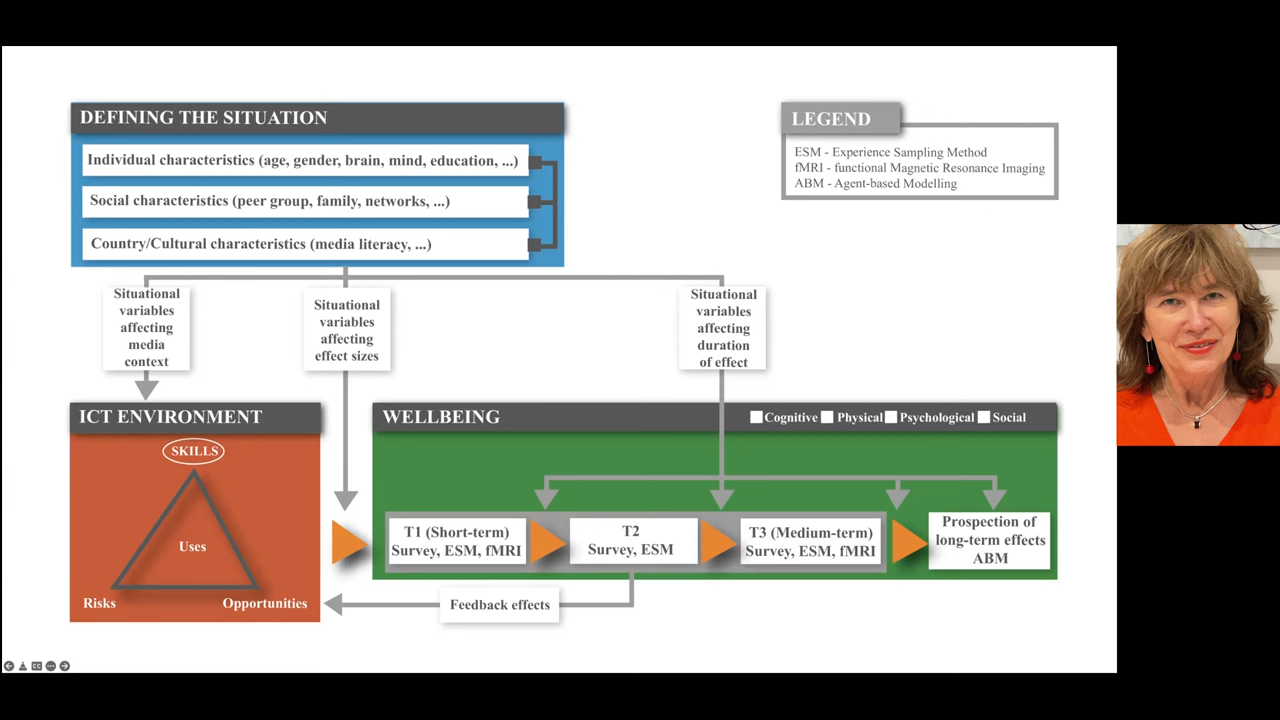 DEFINING THE SITUATION
Individual characteristics (age, gender, brain, mind, education, ...)
Social characteristics (peer group, family, networks, ...)
Country/Cultural characteristics (media literacy, ...)
LEGEND
ESM - Experience Sampling Method
fMRI - functional Magnetic Resonance Imaging
ABM - Agent-based Modelling
Situational
variables
affecting
media
context
Situational
variables
affecting
effect sizes
Situational
variables
affecting
duration
of effect
ICT ENVIRONMENT
SKILLS
Uses
Risks
Opportunities
WELLBEING
Cognitive
Physical
Psychological
Social
T1 (Short-term)
Survey, ESM, fMRI
T2
Survey, ESM
T3 (Medium-term)
Survey, ESM, fMRI
Prospection of
long-term effects
ABM
Feedback effects